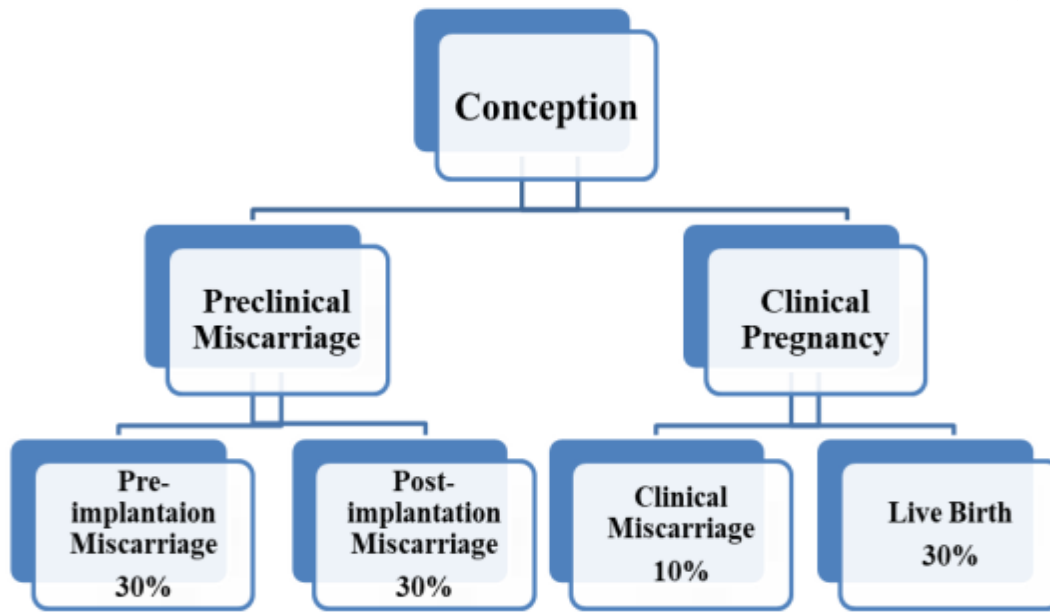 Conception
Preclinical
Miscarriage
Clinical
Pregnancy
Pre-
implantaion
Miscarriage
30%
Post-
implantation
Miscarriage
30%
Clinical
Miscarriage
10%
Live Birth
30%